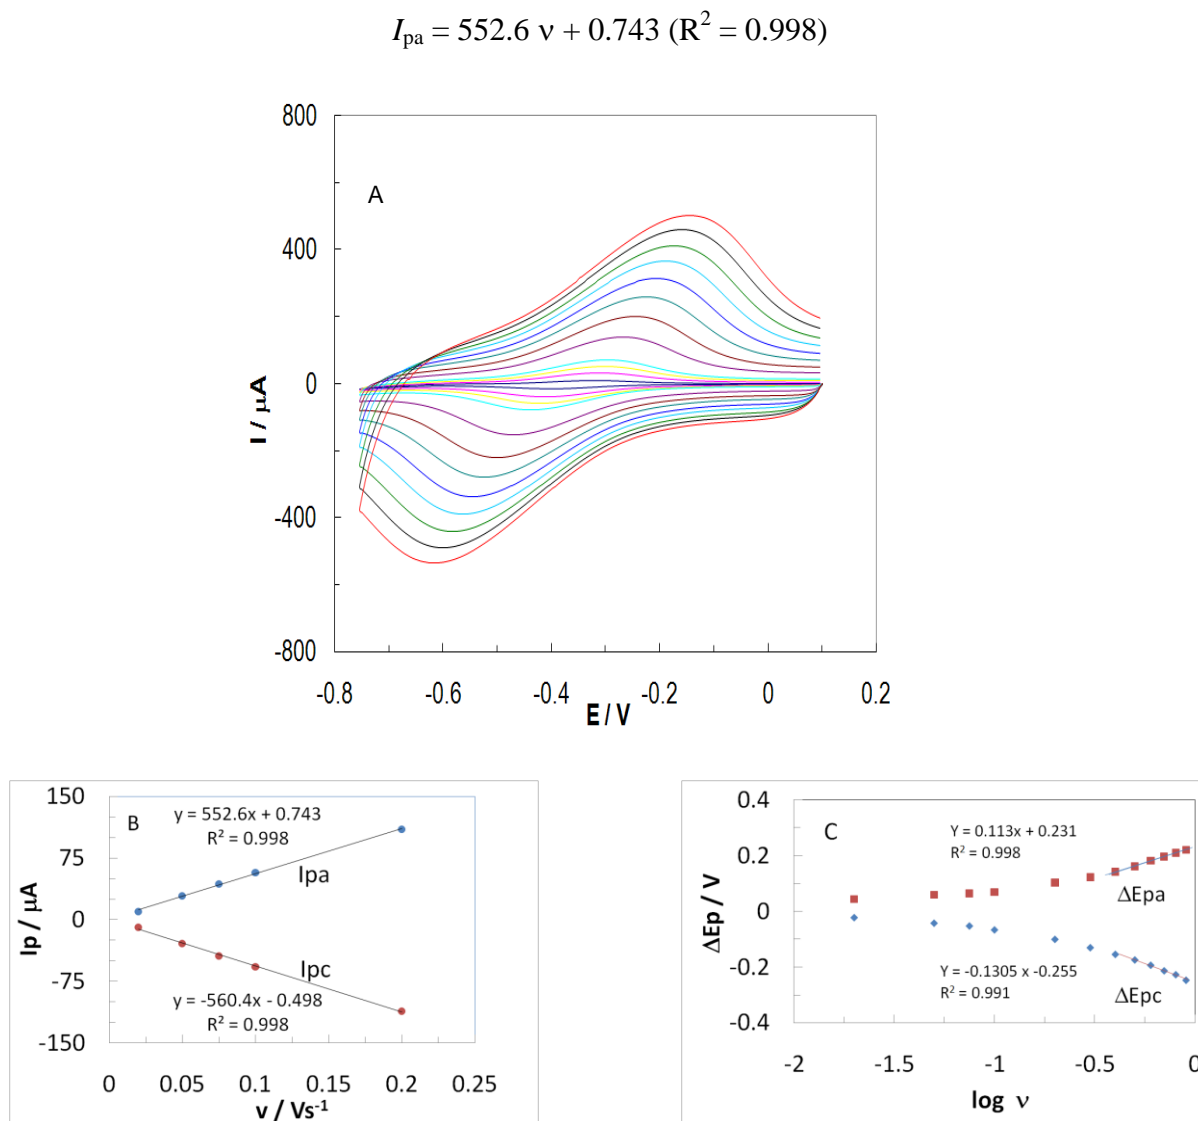 I_pa = 552.6 ν + 0.743 (R² = 0.998)
800
400
0
-400
-800
A
I / µA
-0.8 -0.6 -0.4 -0.2 0 0.2
E / V
150
75
0
-75
-150
B
y = 552.6x + 0.743
R² = 0.998
Ipa
Ipc
y = -560.4x - 0.498
R² = 0.998
Ip / µA
0 0.05 0.1 0.15 0.2 0.25
v / Vs⁻¹
0.4
0.2
0
-0.2
-0.4
C
Y = 0.113x + 0.231
R² = 0.998
ΔEpa
Y = -0.1305x -0.255
R² = 0.991
ΔEpc
ΔEp / V
-2 -1.5 -1 -0.5 0
log ν